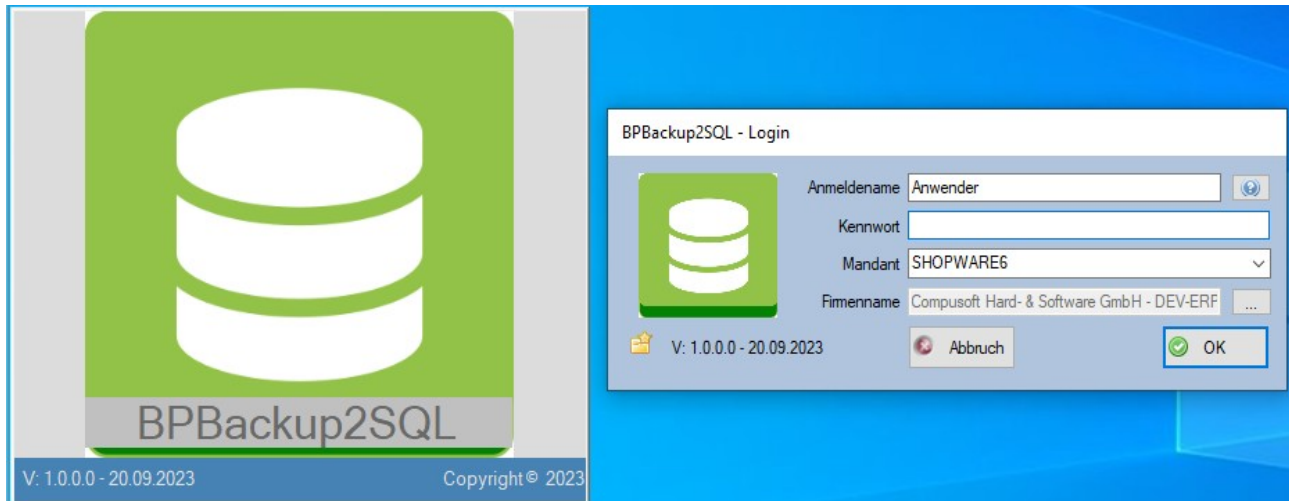 BPBackup2SQL
V: 1.0.0.0 - 20.09.2023
Copyright© 2023
BPBackup2SQL - Login
Anmeldename
Anwender
Kennwort
Mandant
SHOPWARE6
Firmenname
Compusoft Hard- & Software GmbH - DEV-ERF
...
V: 1.0.0.0 - 20.09.2023
Abbruch
OK